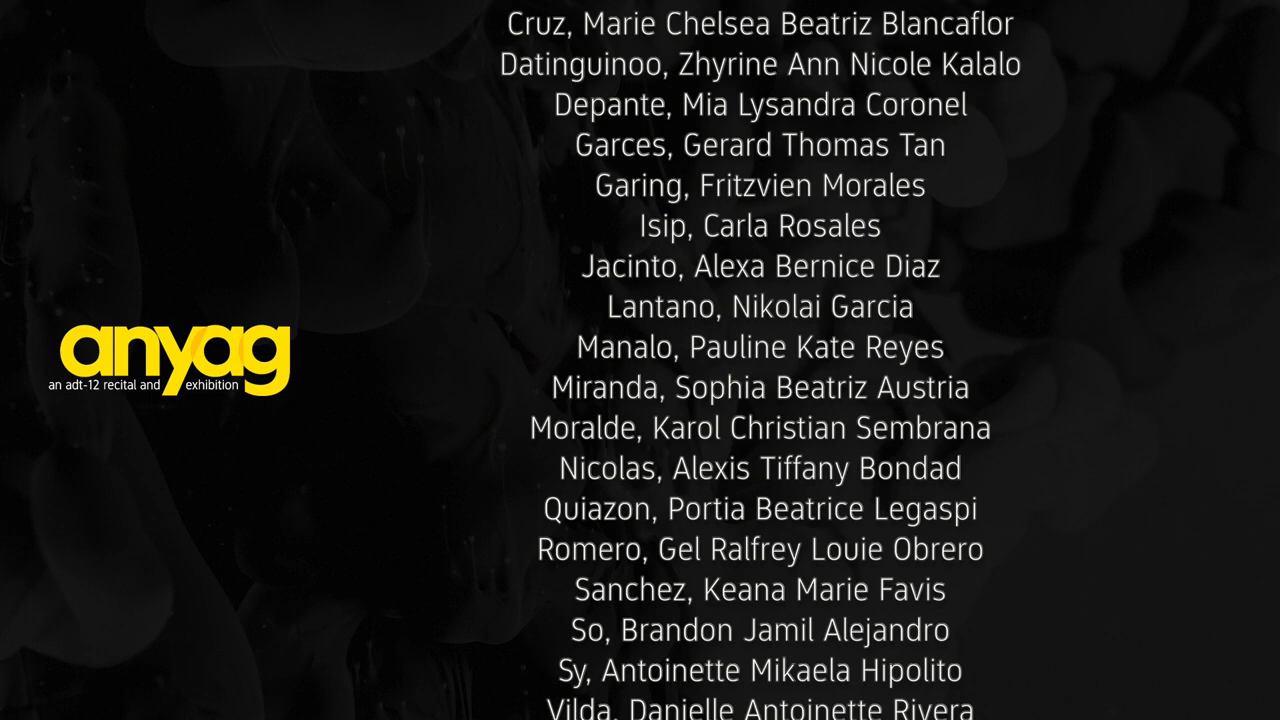 anyag
an adt-12 recital and exhibition
Cruz, Marie Chelsea Beatriz Blancaflor
Datinguinoo, Zhyrine Ann Nicole Kalalo
Depante, Mia Lysandra Coronel
Garces, Gerard Thomas Tan
Garing, Fritzvien Morales
Isip, Carla Rosales
Jacinto, Alexa Bernice Diaz
Lantano, Nikolai Garcia
Manalo, Pauline Kate Reyes
Miranda, Sophia Beatriz Austria
Moralde, Karol Christian Sembrana
Nicolas, Alexis Tiffany Bondad
Quiazon, Portia Beatrice Legaspi
Romero, Gel Ralfrey Louie Obrero
Sanchez, Keana Marie Favis
So, Brandon Jamil Alejandro
Sy, Antoinette Mikaela Hipolito
Vilda, Danielle Antoinette Rivera